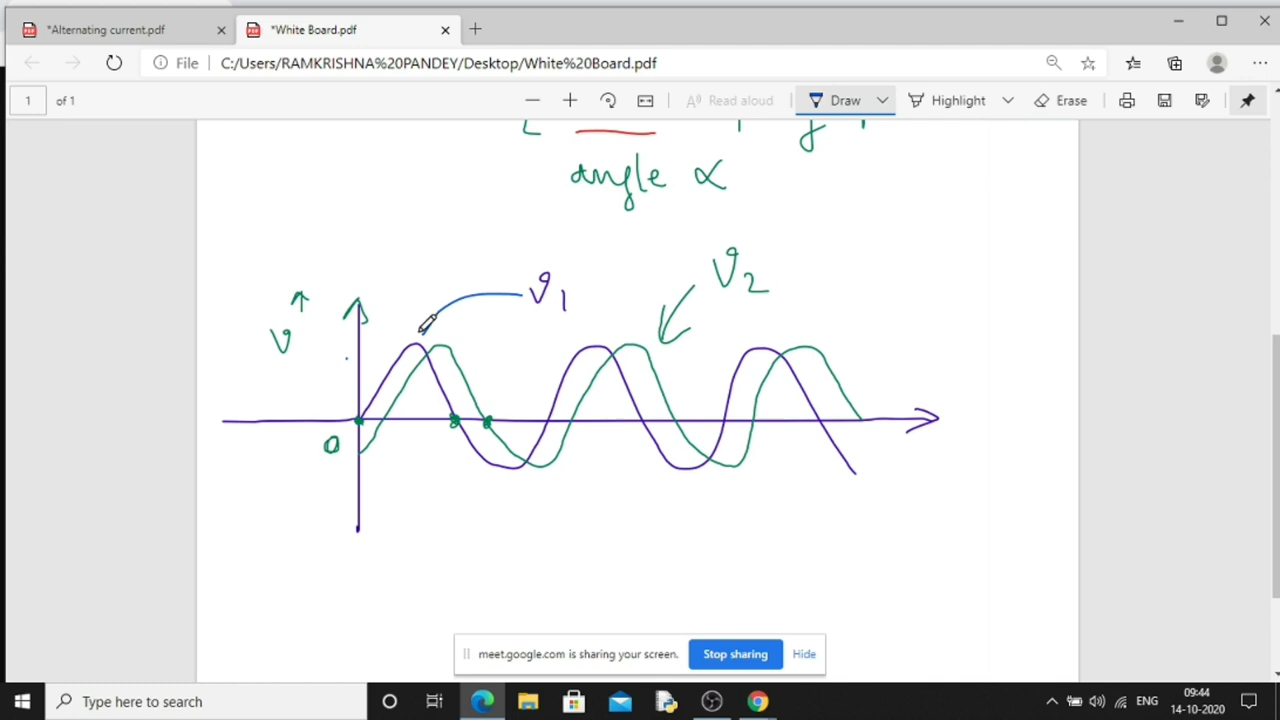 *Alternating current.pdf
*White Board.pdf
File
C:/Users/RAMKRISHNA%20PANDEY/Desktop/White%20Board.pdf
1 of 1
Read aloud
Draw
Highlight
Erase
angle α
v
v1
v2
0
meet.google.com is sharing your screen.
Stop sharing
Hide
Type here to search
ENG
09:44
14-10-2020